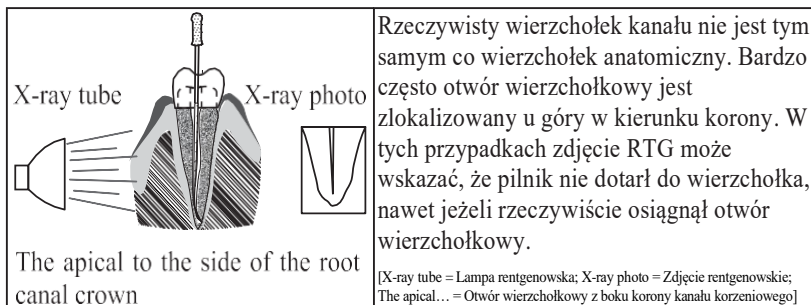 X-ray tube
X-ray photo
The apical to the side of the root
canal crown
Rzeczywisty wierzchołek kanału nie jest tym
samym co wierzchołek anatomiczny. Bardzo
często otwór wierzchołkowy jest
zlokalizowany u góry w kierunku korony. W
tych przypadkach zdjęcie RTG może
wskazać, że pilnik nie dotarł do wierzchołka,
nawet jeżeli rzeczywiście osiągnął otwór
wierzchołkowy.
[X-ray tube = Lampa rentgenowska; X-ray photo = Zdjęcie rentgenowskie;
The apical… = Otwór wierzchołkowy z boku korony kanału korzeniowego]